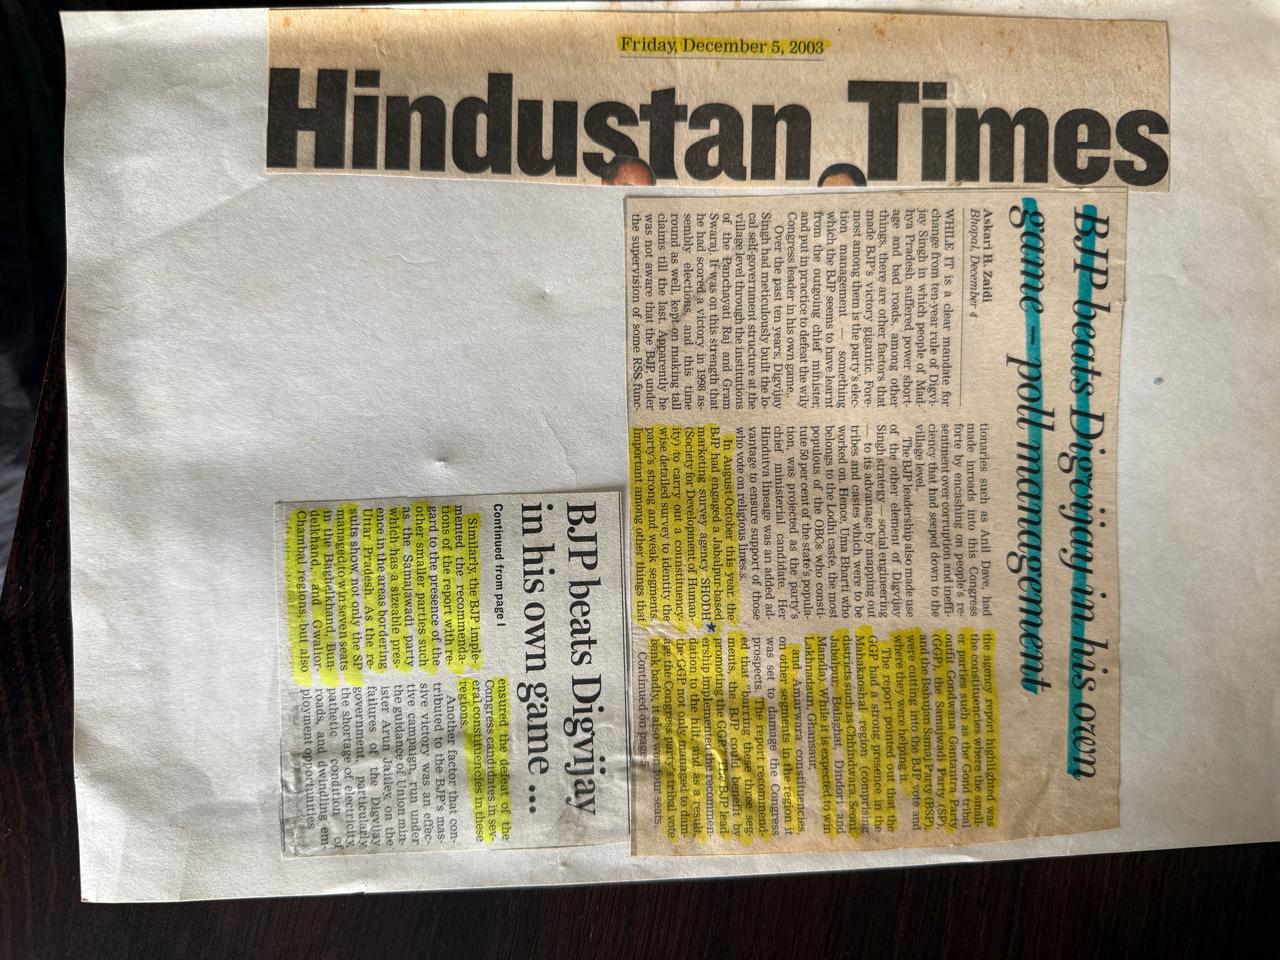 Friday, December 5, 2003
Hindustan Times
BJP beats Digvijay in his own
game – poll management
Askari H. Zaidi
Bhopal, December 4
WHILE IT is a clear mandate for
change from ten-year rule of Digvi-
jay Singh in which people of Mad-
hya Pradesh suffered power short-
age and bad roads, among other
things, there are other factors that
made BJP's victory gigantic. Fore-
most among them is the party's elec-
tion management — something
which the BJP seems to have learnt
from the outgoing chief minister,
and put in practice to defeat the wily
Congress leader in his own game.
Over the past ten years, Digvijay
Singh had meticulously built the lo-
cal self-government structure at the
village level through the institutions
of the Panchayati Raj and Gram
Swaraj. If was on this strength that
he had scored a victory in 1998 as-
sembly elections, and this time
round as well, kept on making tall
claims till the last. Apparently he
was not aware that the BJP, under
the supervision of some RSS func-
tionaries such as Anil Dave, had
made inroads into this Congress
forte by encashing on people's re-
sentment over corruption and ineffi-
ciency that had seeped down to the
village level.
The BJP leadership also made use
of the other element of Digvijay
Singh strategy — social engineering
— to its advantage by mapping out
tribes and castes which were to be
worked on. Hence, Uma Bharti who
belongs to the Lodhi caste, the most
populous of the OBCs who consti-
tute 50 per cent of the state's popula-
tion, was projected as the party's
chief ministerial candidate. Her
Hindutva lineage was an added ad-
vantage to ensure support of those
who vote on religious lines.
In August-October this year, the
BJP had engaged a Jabalpur-based
marketing survey agency SHODH
(Society for Development of Human
ity) to carry out a constituency-
wise detailed survey to identify the
party's strong and weak segments.
Important among other things that
the agency report highlighted was
the constituencies where the small-
er parties such as the Gond tribal
outfit Gondwana Gantantra Party
(GGP), the Samajwadi Party (SP),
and the Bahujan Samaj Party (BSP),
were cutting into the BJP vote and
where they were helping it.
The report pointed out that the
GGP had a strong presence in the
Mahakaoshal region (comprising
districts such as Chhindwara, Seoni,
Jabalpur, Balaghat, Dindori and
Mandla). While it is expected to win
Lakhnadaun, Ghansaur,
and Amarwara constituencies,
on other segments in the region it
was set to damage the Congress
prospects. The report recommend-
ed that "barring these three seg-
ments, the BJP could benefit by
promoting the GGP". The BJP lead-
ership implemented the recommen-
dation to the hilt, and as a result,
the GGP not only managed to dam-
age the Congress party's tribal vote
bank badly, it also won four seats.
Continued on page
BJP beats Digvijay
in his own game ...
Continued from page 1
Similarly, the BJP imple-
mented the recommenda-
tions of the report with re-
gard to the presence of the
other smaller parties such
as the Samajawadi party
which has a sizeable pres-
ence in the areas bordering
Uttar Pradesh. As the re-
sults show not only the SP
managed to win seven seats
in the Baghelkhand, Bun-
delkhand, and Gwalior-
Chambal regions, but also
ensured the defeat of the
Congress candidates in sev-
eral constituencies in these
regions.
Another factor that con-
tributed to the BJP's mas-
sive victory was an effec-
tive campaign, run under
the guidance of Union min-
ister Arun Jaitley, on the
failures of the Digvijay
government, particularly
the shortage of electricity,
pathetic condition of
roads, and dwindling em-
ployment opportunities